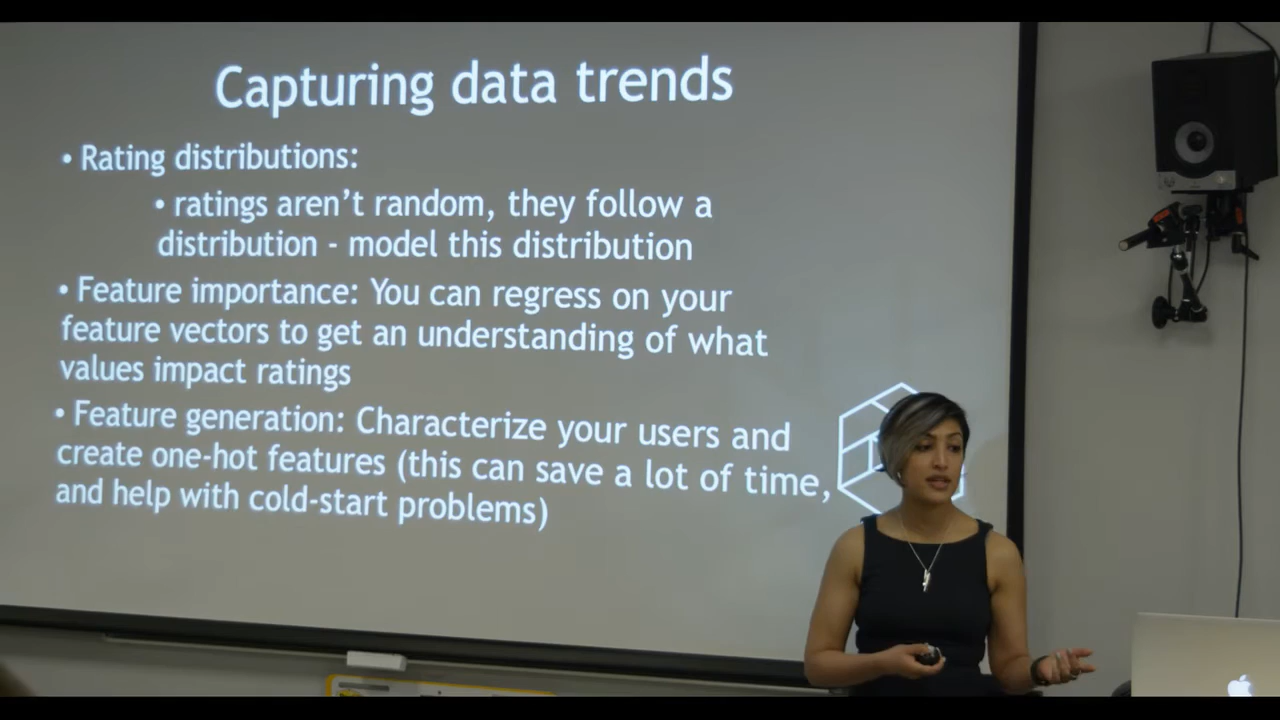 Capturing data trends
• Rating distributions:
• ratings aren't random, they follow a
distribution - model this distribution
• Feature importance: You can regress on your
feature vectors to get an understanding of what
values impact ratings
• Feature generation: Characterize your users and
create one-hot features (this can save a lot of time,
and help with cold-start problems)